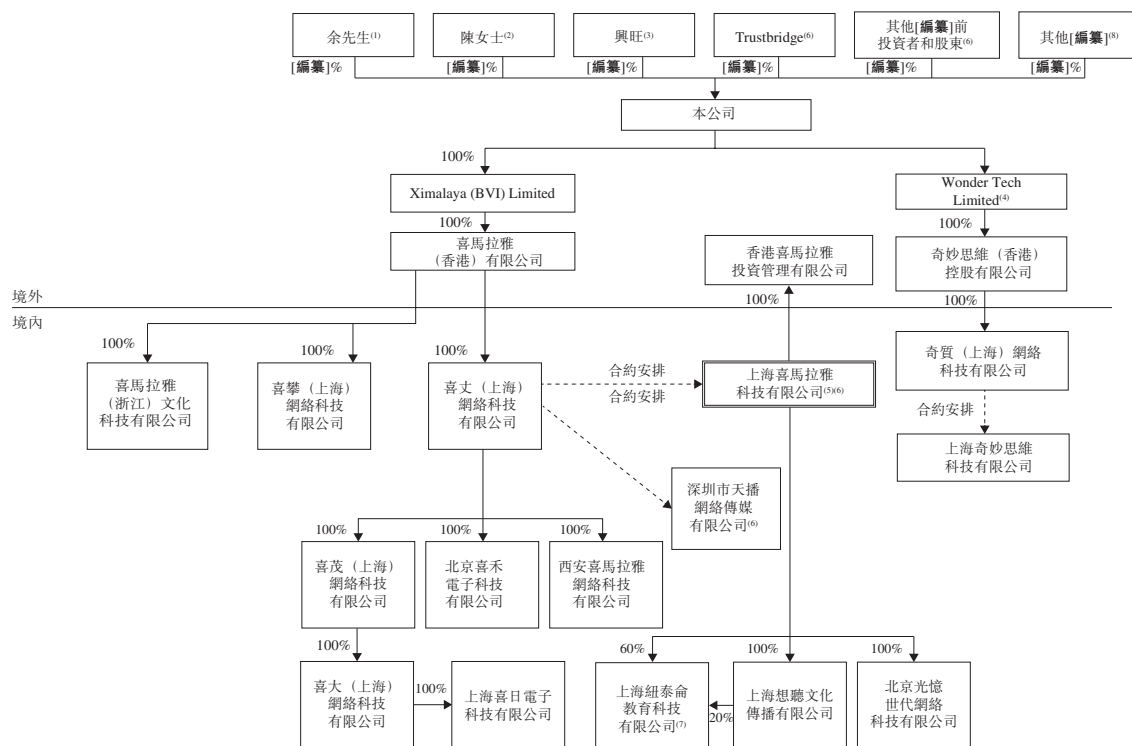 余先生(1)
陳女士(2)
興旺(3)
Trustbridge(6)
其他[編纂]前
投資者和股東(6)
其他[編纂](8)
[編纂]%
[編纂]%
[編纂]%
[編纂]%
[編纂]%
[編纂]%
本公司
100%
Ximalaya (BVI) Limited
Wonder Tech
Limited(4)
100%
100%
喜馬拉雅
（香港）有限公司
香港喜馬拉雅
投資管理有限公司
奇妙思維（香港）
控股有限公司
境外
100%
100%
境內
100%
100%
100%
喜馬拉雅
（浙江）文化
科技有限公司
喜攀（上海）
網絡科技
有限公司
喜丈（上海）
網絡科技
有限公司
合約安排
合約安排
上海喜馬拉雅
科技有限公司(5)(6)
奇質（上海）網絡
科技有限公司
合約安排
上海奇妙思維
科技有限公司
深圳市天播
網絡傳媒
有限公司(6)
100%
100%
100%
喜茂（上海）
網絡科技
有限公司
北京喜禾
電子科技
有限公司
西安喜馬拉雅
網絡科技
有限公司
100%
60%
100%
100%
喜大（上海）
網絡科技
有限公司
100%
上海喜日電子
科技有限公司
上海紐泰侖
教育科技
有限公司(7)
20%
上海想聽文化
傳播有限公司
北京光憶
世代網絡
科技有限公司